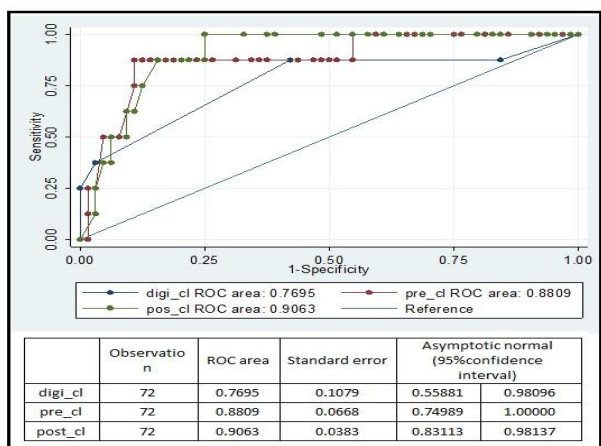 1.00
0.75
0.50
0.25
0.00
Sensitivity
0.00 0.25 0.50 0.75 1.00
1-Specificity
digi_cl ROC area: 0.7695 pre_cl ROC area: 0.8809
pos_cl ROC area: 0.9063 Reference
Observatio
n ROC area Standard error Asymptotic normal
(95%confidence
interval)
digi_cl 72 0.7695 0.1079 0.55881 0.98096
pre_cl 72 0.8809 0.0668 0.74989 1.00000
post_cl 72 0.9063 0.0383 0.83113 0.98137